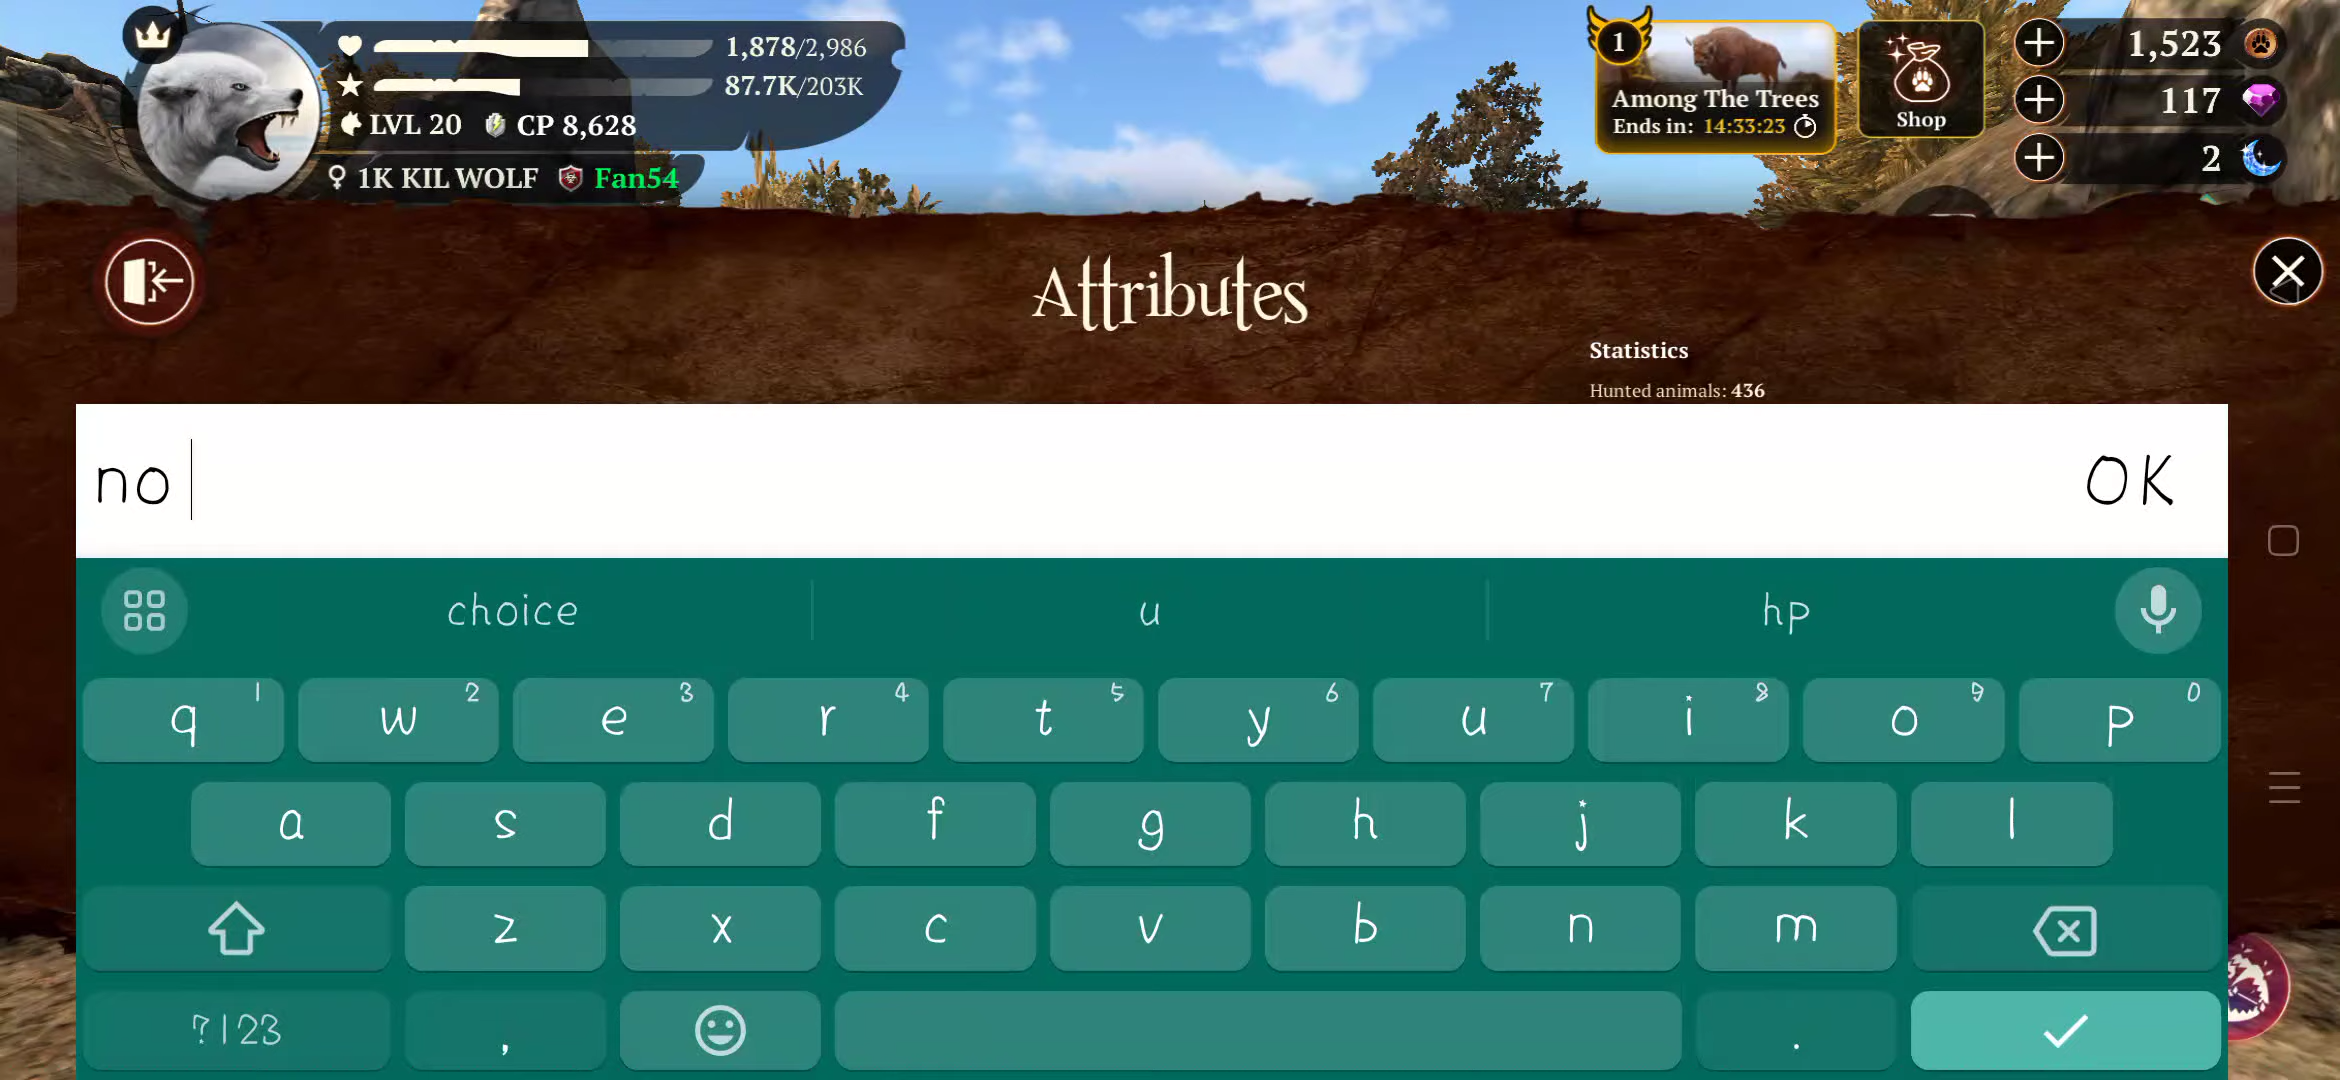 1,878/2,986
87.7K/203K
LVL 20 CP 8,628
1K KIL WOLF Fan54
1
Among The Trees
Ends in: 14:33:23
Shop
1,523
117
2
Attributes
Statistics
Hunted animals: 436
no OK
choice u hp
q 1 w 2 e 3 r 4 t 5 y 6 u 7 i 8 o 9 p 0
a s d f g h j k l
z x c v b n m
?123 , .